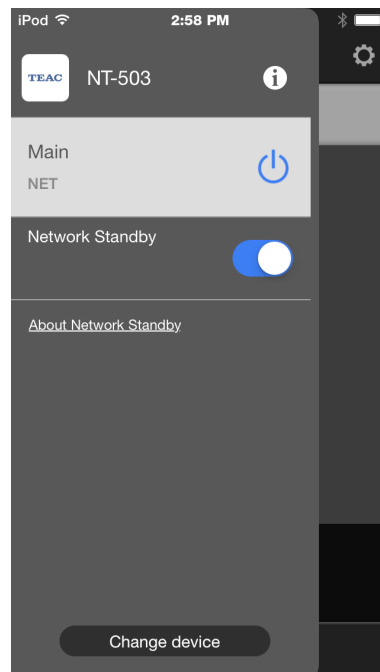 iPod 2:58 PM
TEAC NT-503
Main
NET
Network Standby
About Network Standby
Change device